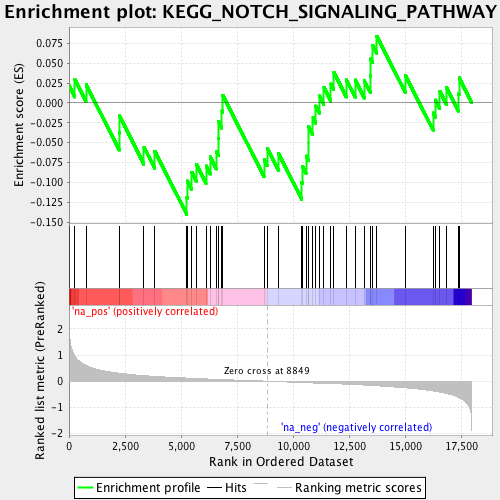 Enrichment plot: KEGG_NOTCH_SIGNALING_PATHWAY
Enrichment score (ES)
0.075
0.050
0.025
0.000
-0.025
-0.050
-0.075
-0.100
-0.125
-0.150
'na_pos' (positively correlated)
Ranked list metric (PreRanked)
2
1
0
-1
-2
Zero cross at 8849
'na_neg' (negatively correlated)
0 2,500 5,000 7,500 10,000 12,500 15,000 17,500
Rank in Ordered Dataset
Enrichment profile Hits Ranking metric scores